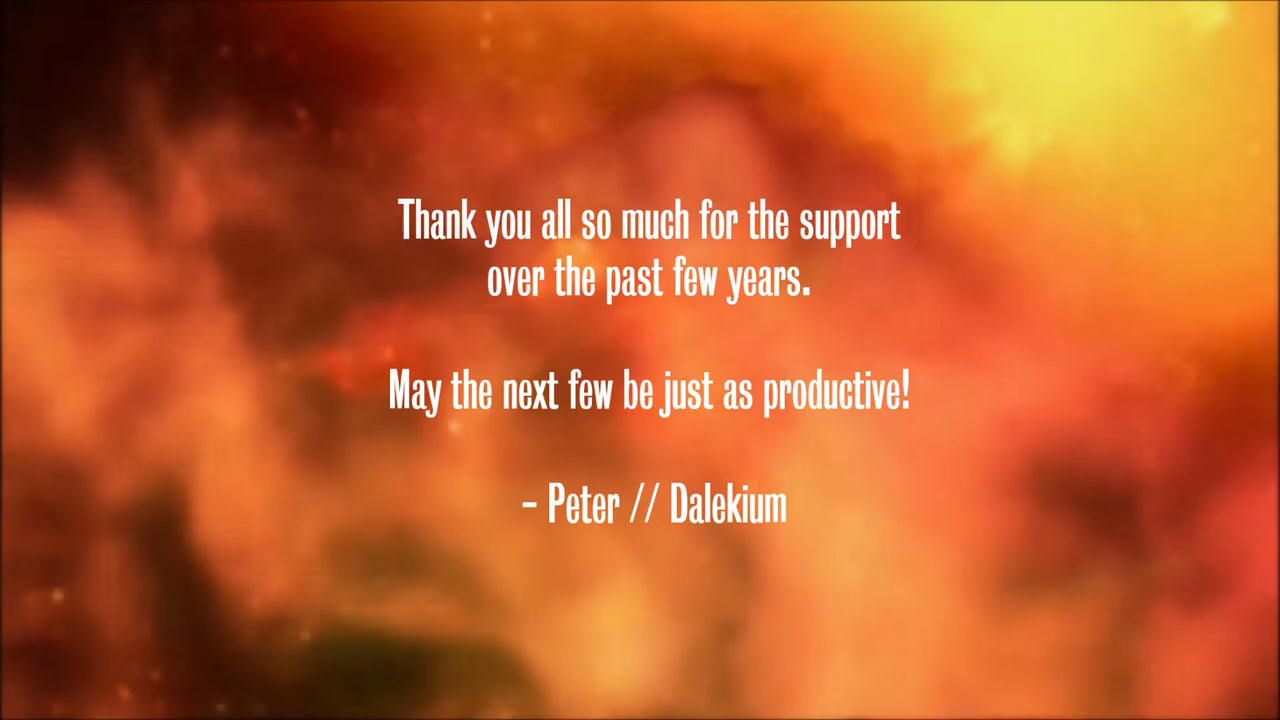 Thank you all so much for the support
over the past few years.
May the next few be just as productive!
- Peter // Dalekium